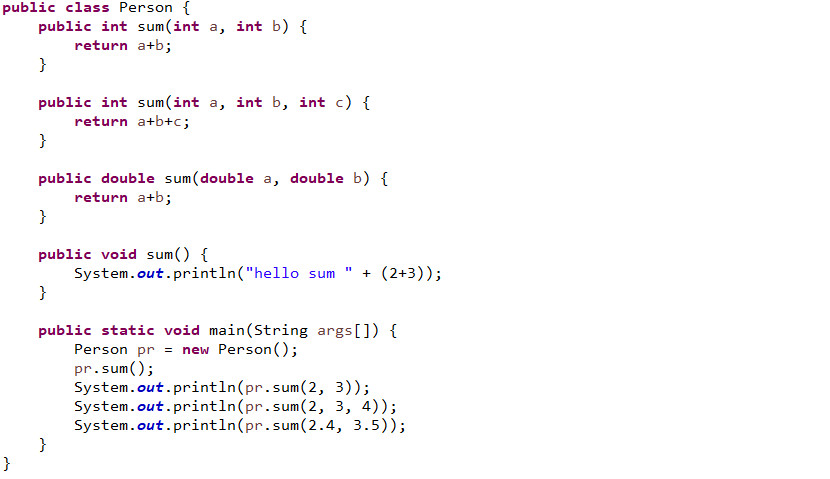 public class Person {
    public int sum(int a, int b) {
        return a+b;
    }

    public int sum(int a, int b, int c) {
        return a+b+c;
    }

    public double sum(double a, double b) {
        return a+b;
    }

    public void sum() {
        System.out.println("hello sum " + (2+3));
    }

    public static void main(String args[]) {
        Person pr = new Person();
        pr.sum();
        System.out.println(pr.sum(2, 3));
        System.out.println(pr.sum(2, 3, 4));
        System.out.println(pr.sum(2.4, 3.5));
    }
}